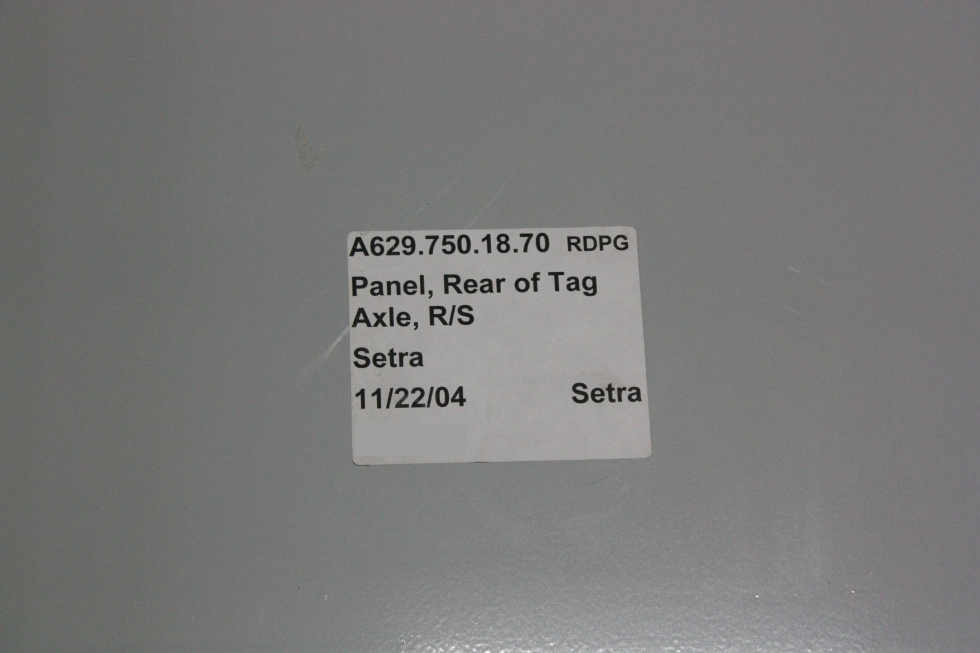 A629.750.18.70 RDPG
Panel, Rear of Tag
Axle, R/S
Setra
11/22/04 Setra